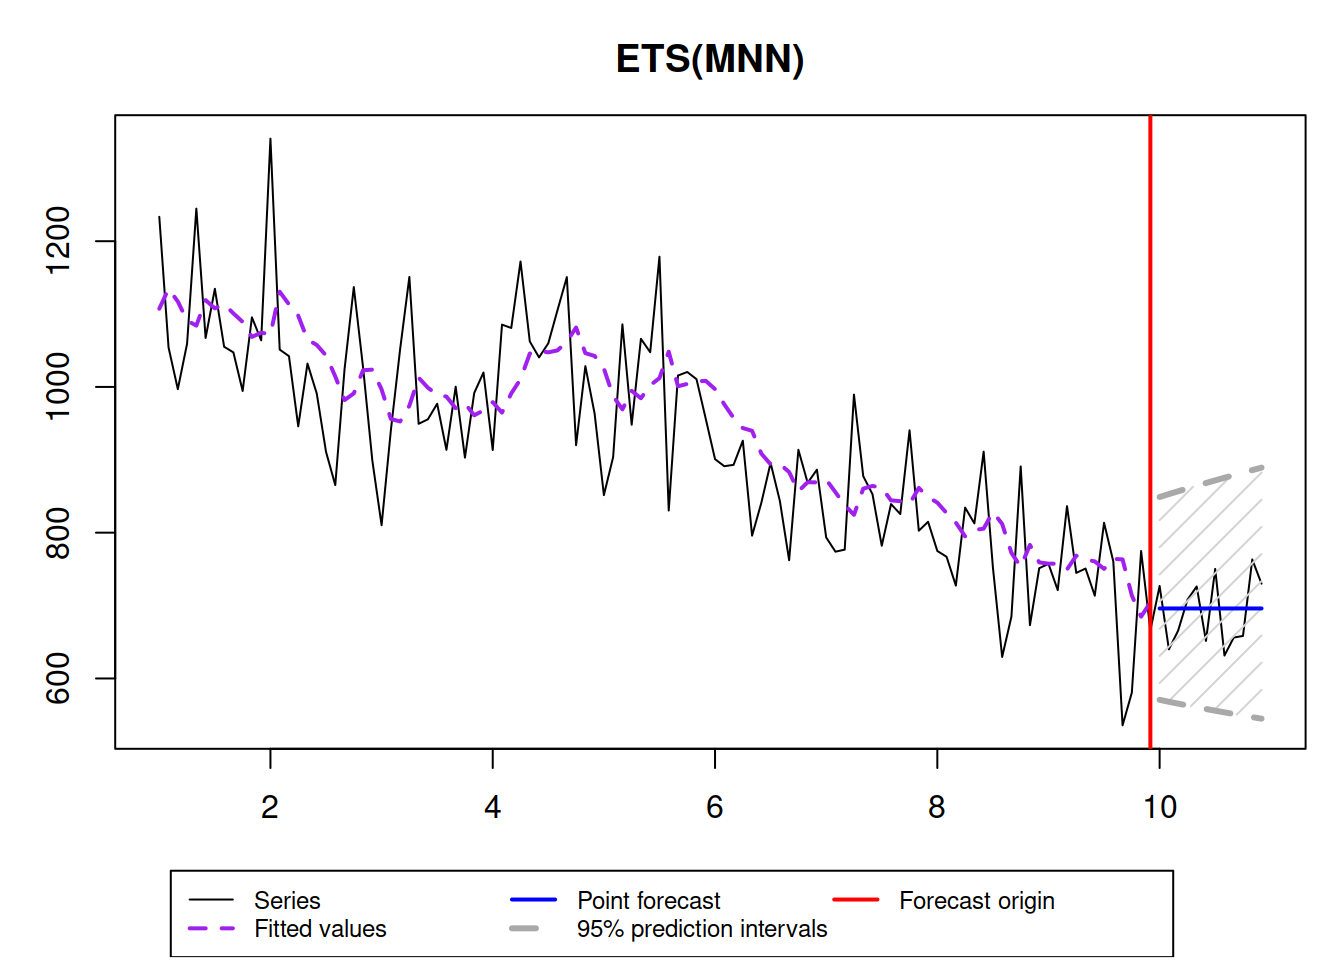 ETS(MNN)
1200
1000
800
600
2 4 6 8 10
Series Point forecast Forecast origin
Fitted values 95% prediction intervals